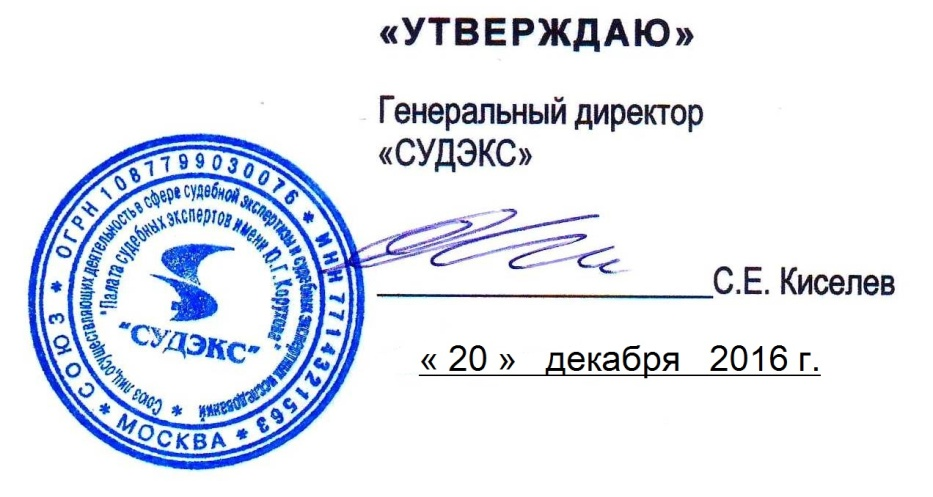 «УТВЕРЖДАЮ»
Генеральный директор
«СУДЭКС»
С.Е. Киселев
« 20 » декабря 2016 г.
* СОЮЗ * ОГРН 1087799030076 * ИНН 7714321563 * МОСКВА
* Союз лиц, осуществляющих деятельность в сфере судебной экспертизы и судебных экспертных исследований
"Палата судебных экспертов имени Ю.Г. Корухова"
"СУДЭКС"